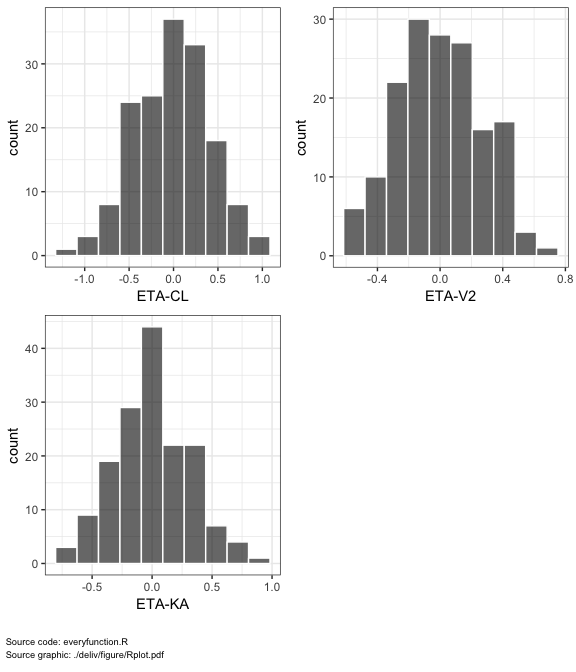 30
20
10
0
count
-1.0 -0.5 0.0 0.5 1.0
ETA-CL
30
20
10
0
count
-0.4 0.0 0.4 0.8
ETA-V2
40
30
20
10
0
count
-0.5 0.0 0.5 1.0
ETA-KA
Source code: everyfunction.R
Source graphic: ./deliv/figure/Rplot.pdf